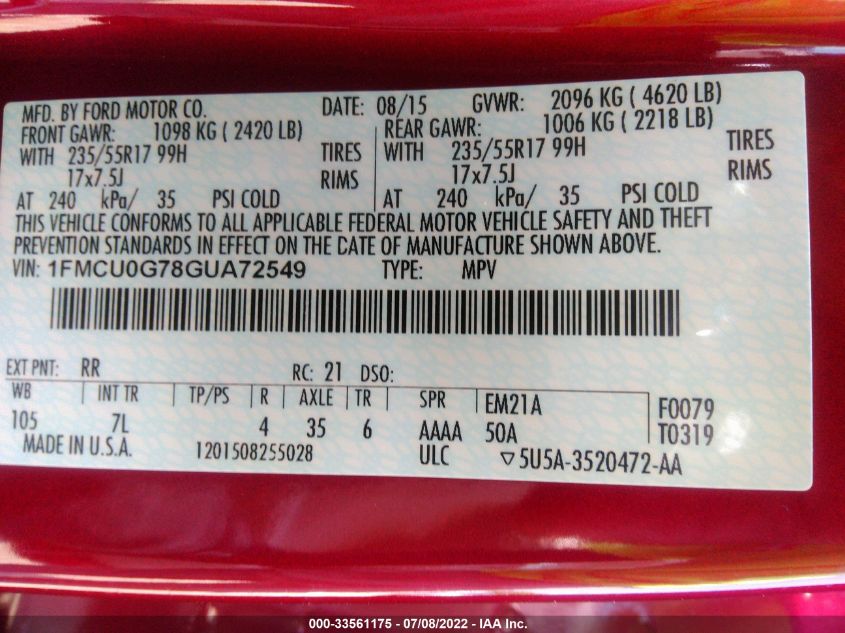 MFD. BY FORD MOTOR CO. DATE: 08/15 GVWR: 2096 KG ( 4620 LB)
FRONT GAWR: 1098 KG ( 2420 LB) REAR GAWR: 1006 KG ( 2218 LB)
WITH 235/55R17 99H TIRES WITH 235/55R17 99H TIRES
17x7.5J RIMS 17x7.5J RIMS
AT 240 kPa/ 35 PSI COLD AT 240 kPa/ 35 PSI COLD
THIS VEHICLE CONFORMS TO ALL APPLICABLE FEDERAL MOTOR VEHICLE SAFETY AND THEFT
PREVENTION STANDARDS IN EFFECT ON THE DATE OF MANUFACTURE SHOWN ABOVE.
VIN: 1FMCU0G78GUA72549 TYPE: MPV
EXT PNT: RR RC: 21 DSO:
WB INT TR TP/PS R AXLE TR SPR EM21A F0079
105 7L 4 35 6 AAAA 50A T0319
MADE IN U.S.A. 1201508255028 ULC ▽5U5A-3520472-AA
000-33561175 - 07/08/2022 - IAA Inc.